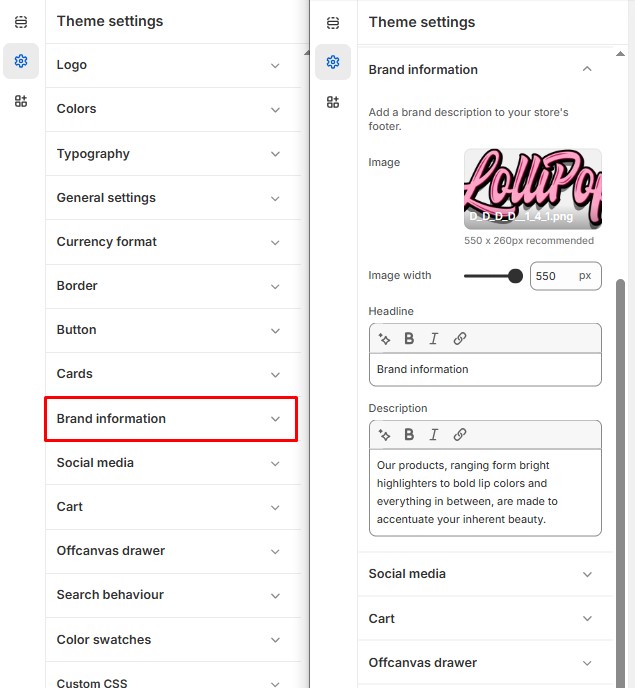 Theme settings
Logo
Colors
Typography
General settings
Currency format
Border
Button
Cards
Brand information
Social media
Cart
Offcanvas drawer
Search behaviour
Color swatches
Custom CSS
Theme settings
Brand information
Add a brand description to your store's
footer.
Image
LolliPop
D_D_D_D__1_4_1.png
550 x 260px recommended
Image width
550 px
Headline
B I
Brand information
Description
B I
Our products, ranging form bright
highlighters to bold lip colors and
everything in between, are made to
accentuate your inherent beauty.
Social media
Cart
Offcanvas drawer